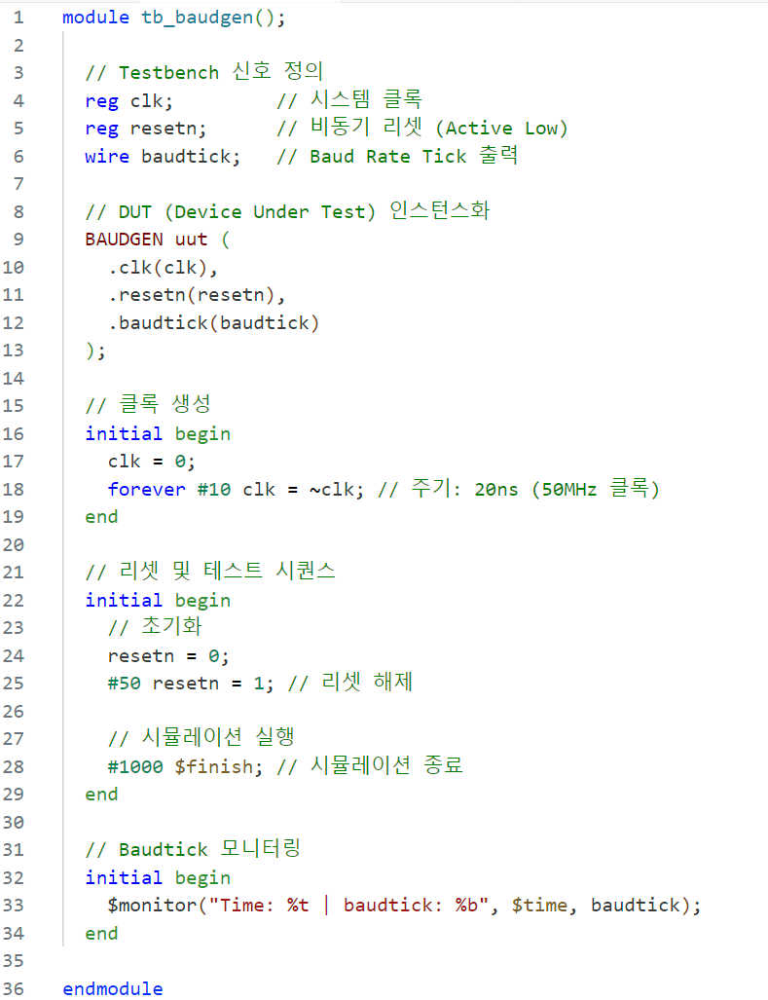 1 module tb_baudgen();
2
3 // Testbench 신호 정의
4 reg clk; // 시스템 클록
5 reg resetn; // 비동기 리셋 (Active Low)
6 wire baudtick; // Baud Rate Tick 출력
7
8 // DUT (Device Under Test) 인스턴스화
9 BAUDGEN uut (
10 .clk(clk),
11 .resetn(resetn),
12 .baudtick(baudtick)
13 );
14
15 // 클록 생성
16 initial begin
17 clk = 0;
18 forever #10 clk = ~clk; // 주기: 20ns (50MHz 클록)
19 end
20
21 // 리셋 및 테스트 시퀀스
22 initial begin
23 // 초기화
24 resetn = 0;
25 #50 resetn = 1; // 리셋 해제
26
27 // 시뮬레이션 실행
28 #1000 $finish; // 시뮬레이션 종료
29 end
30
31 // Baudtick 모니터링
32 initial begin
33 $monitor("Time: %t | baudtick: %b", $time, baudtick);
34 end
35
36 endmodule